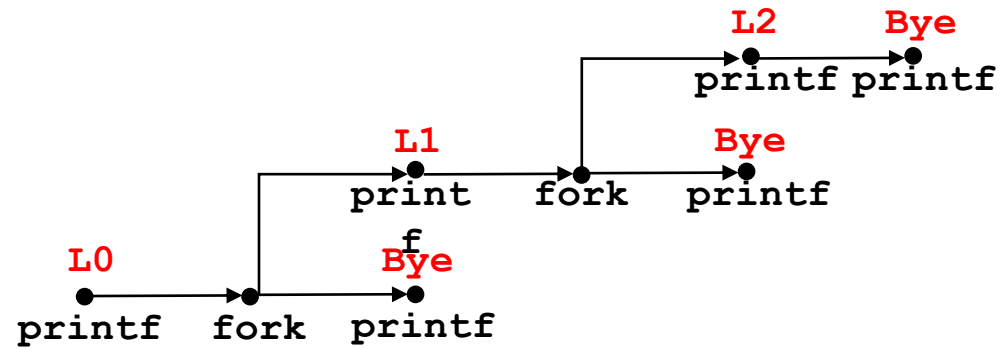 L2 Bye
printf printf
L1 Bye
print fork printf
f
L0 Bye
printf fork printf